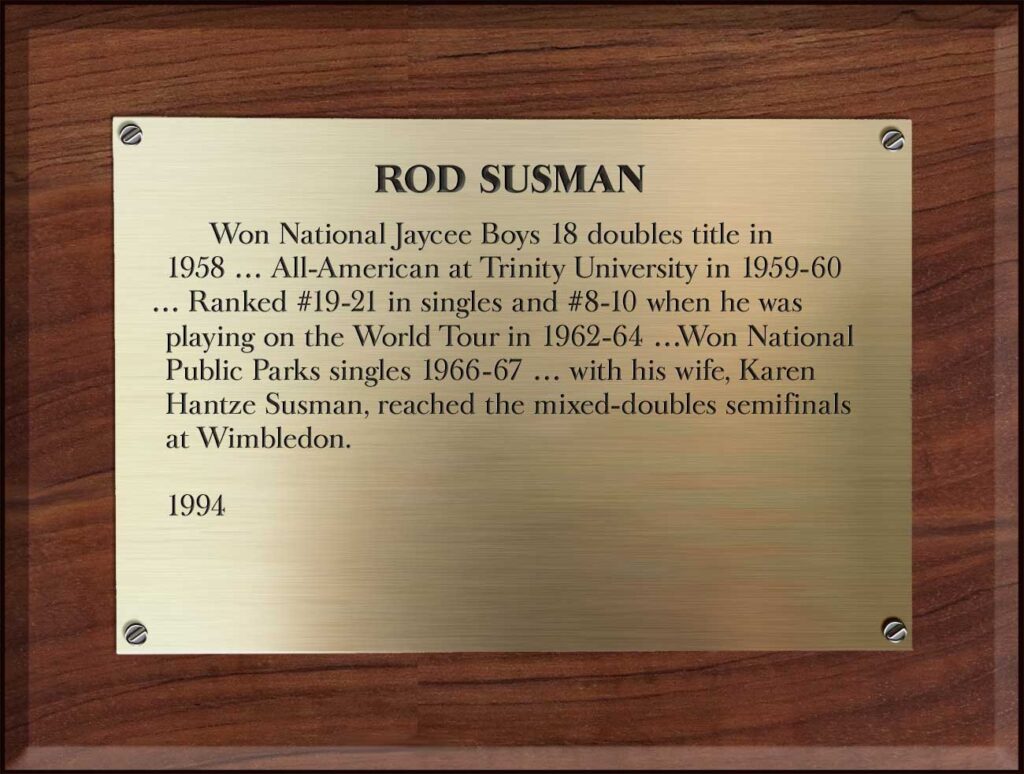 ROD SUSMAN
Won National Jaycee Boys 18 doubles title in
1958 ... All-American at Trinity University in 1959-60
... Ranked #19-21 in singles and #8-10 when he was
playing on the World Tour in 1962-64 ...Won National
Public Parks singles 1966-67 ... with his wife, Karen
Hantze Susman, reached the mixed-doubles semifinals
at Wimbledon.
1994